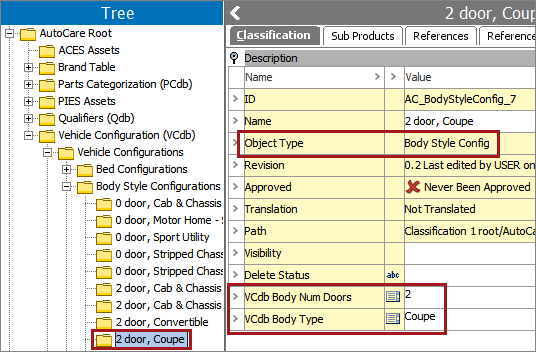 Tree
AutoCare Root
ACES Assets
Brand Table
Parts Categorization (PCdb)
PIES Assets
Qualifiers (Qdb)
Vehicle Configuration (VCdb)
Vehicle Configurations
Bed Configurations
Body Style Configurations
0 door, Cab & Chassis
0 door, Motor Home - S
0 door, Sport Utility
0 door, Stripped Chass
0 door, Stripped Chass
2 door, Cab & Chassis
2 door, Cab & Chassis
2 door, Convertible
2 door, Coupe
2 door, Coupe
Classification Sub Products References Reference
Description
Name > > Value
> ID AC_BodyStyleConfig_7
> Name 2 door, Coupe
> Object Type Body Style Config
> Revision 0.2 Last edited by USER on
> Approved Never Been Approved
> Translation Not Translated
> Path Classification 1 root/AutoCa
> Visibility
> Delete Status abc
> VCdb Body Num Doors 2
> VCdb Body Type Coupe